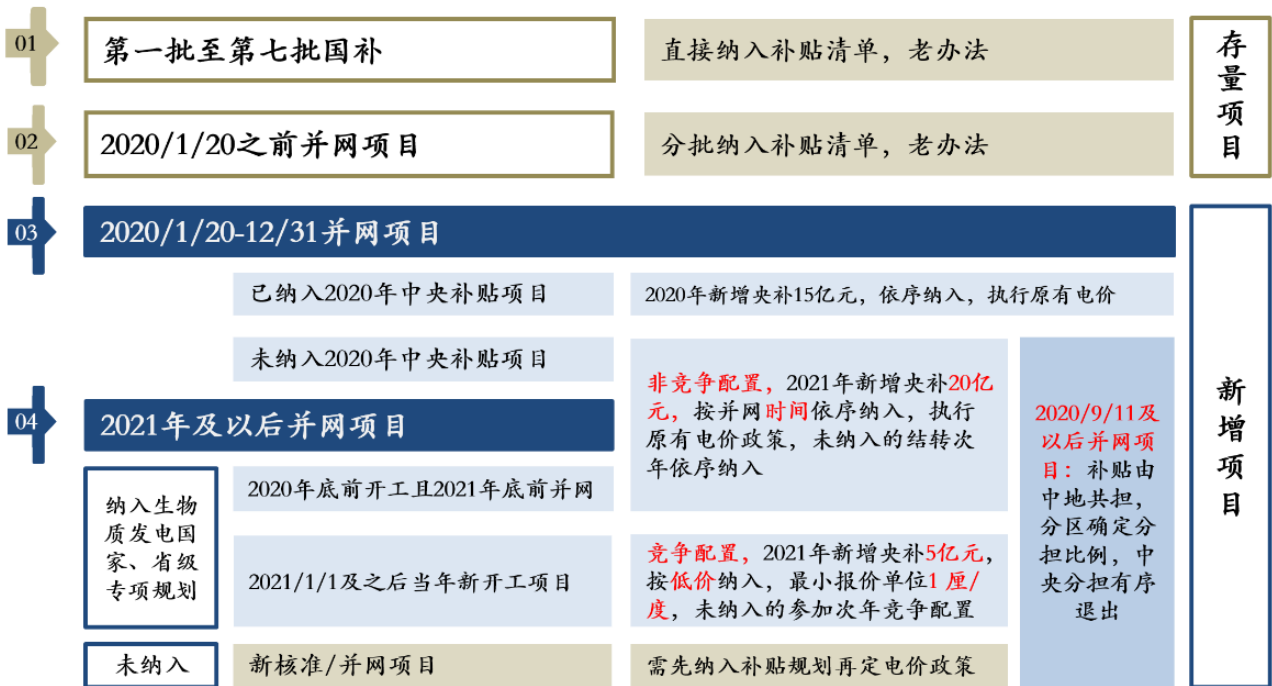 01
第一批至第七批国补
直接纳入补贴清单，老办法
存
量
项
目
02
2020/1/20之前并网项目
分批纳入补贴清单，老办法
03
2020/1/20-12/31并网项目
已纳入2020年中央补贴项目
2020年新增央补15亿元，依序纳入，执行原有电价
未纳入2020年中央补贴项目
非竞争配置，2021年新增央补20亿
元，按并网时间依序纳入，执行
原有电价政策，未纳入的结转次
年依序纳入
04
2021年及以后并网项目
纳入生物
质发电国
家、省级
专项规划
2020年底前开工且2021年底前并网
2021/1/1及之后当年新开工项目
竞争配置，2021年新增央补5亿元，
按低价纳入，最小报价单位1 厘/
度，未纳入的参加次年竞争配置
2020/9/11及
以后并网项
目：补贴由
中地共担，
分区确定分
担比例，中
央分担有序
退出
新
增
项
目
未纳入
新核准/并网项目
需先纳入补贴规划再定电价政策